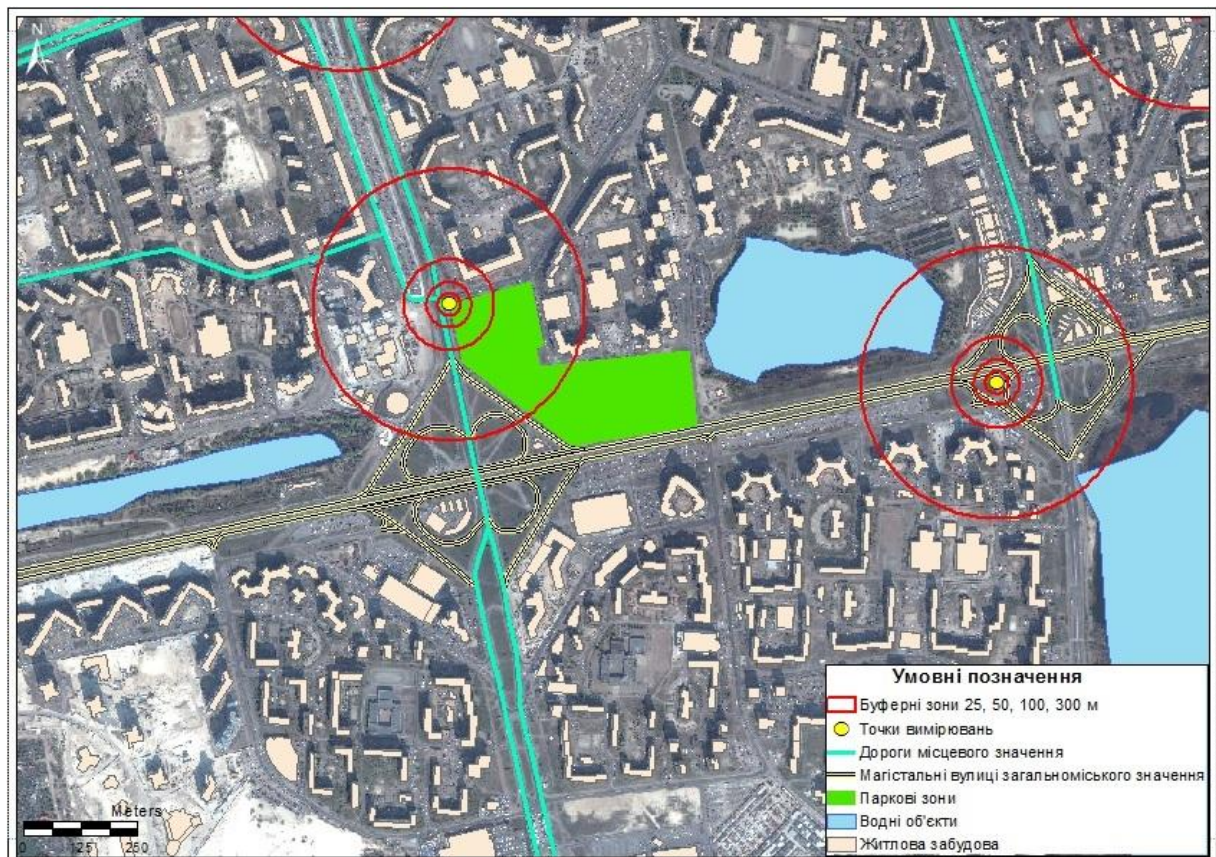 N
Умовні позначення
Буферні зони 25, 50, 100, 300 м
Точки вимірювань
Дороги місцевого значення
Магістальні вулиці загальноміського значення
Паркові зони
Водні об'єкти
Житлова забудова
Meters
0 125 250